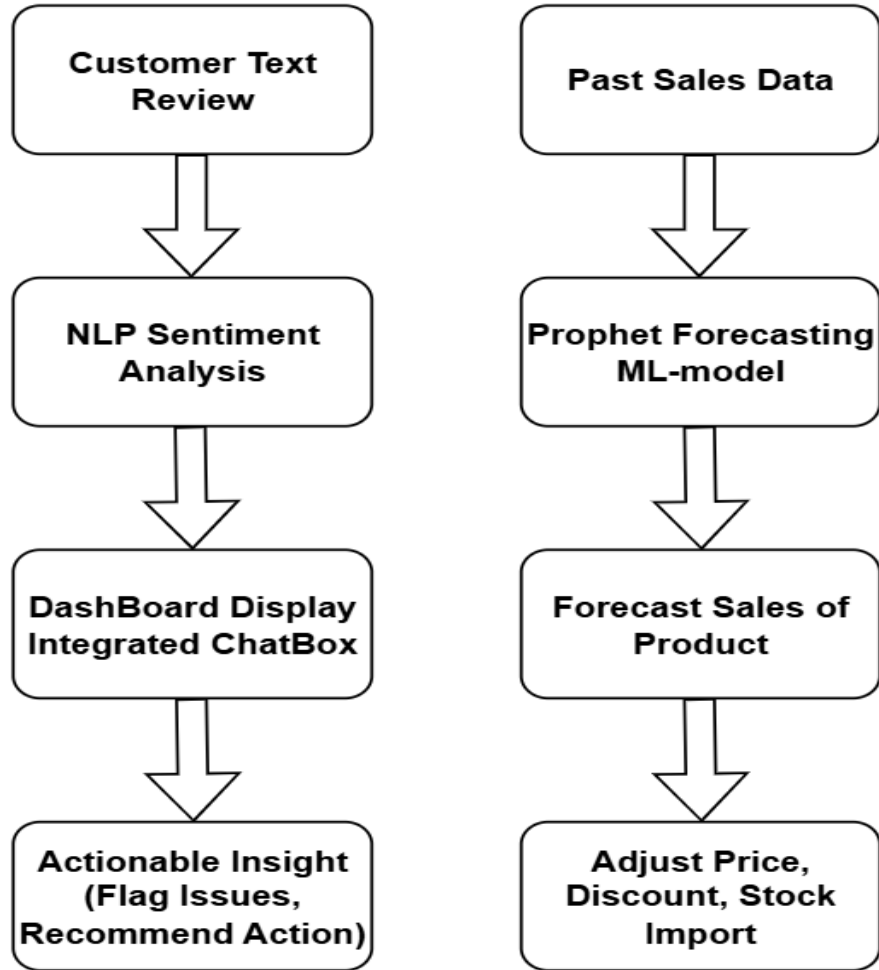 Customer Text
Review
Past Sales Data
NLP Sentiment
Analysis
Prophet Forecasting
ML-model
DashBoard Display
Integrated ChatBox
Forecast Sales of
Product
Actionable Insight
(Flag Issues,
Recommend Action)
Adjust Price,
Discount, Stock
Import